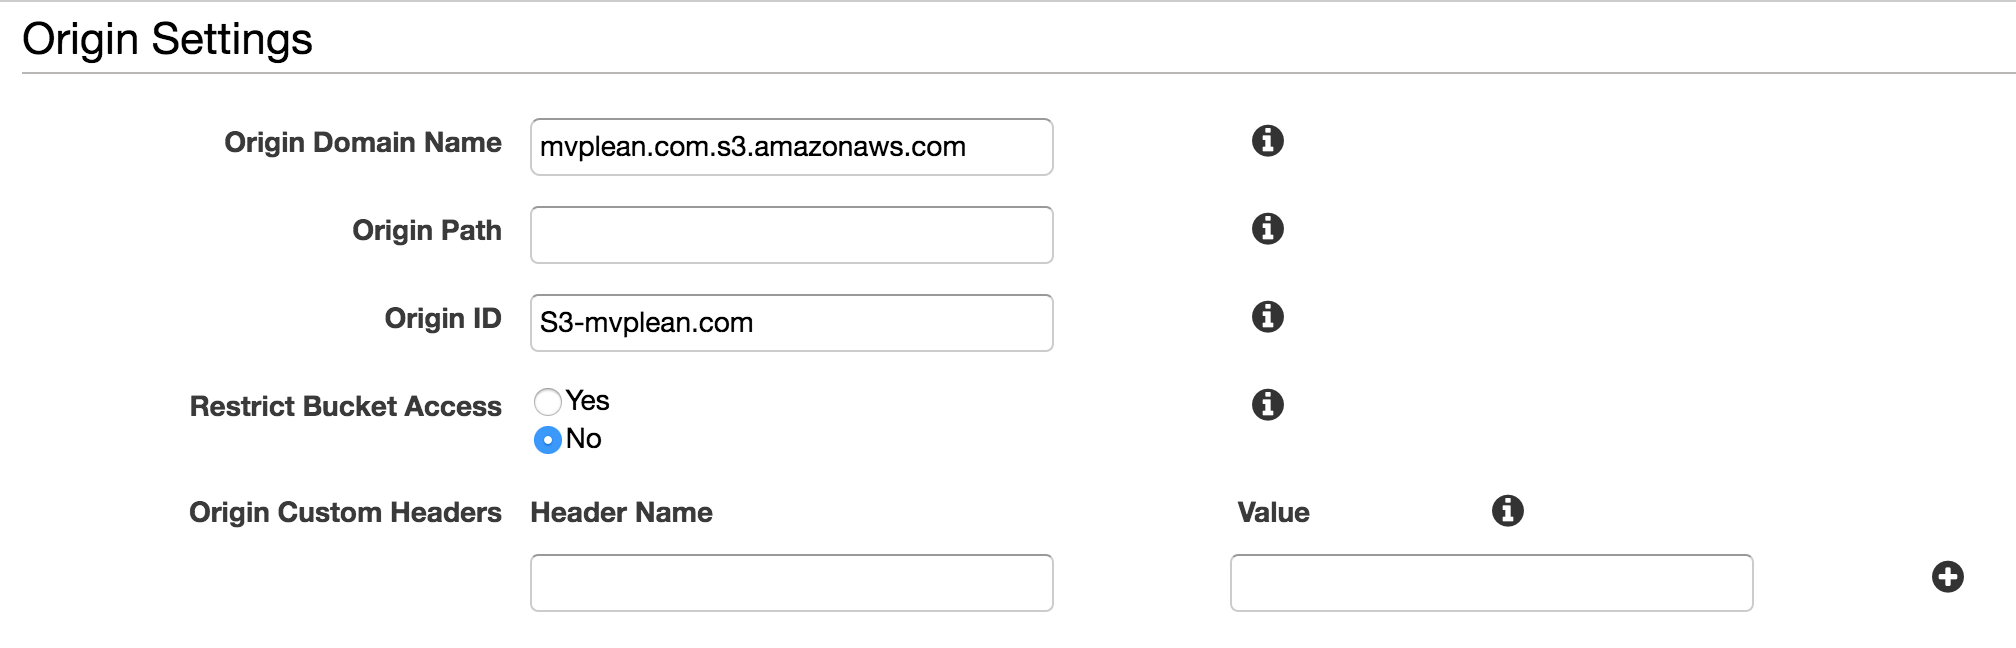 Origin Settings
Origin Domain Name mvplean.com.s3.amazonaws.com
Origin Path
Origin ID S3-mvplean.com
Restrict Bucket Access Yes
No
Origin Custom Headers Header Name Value